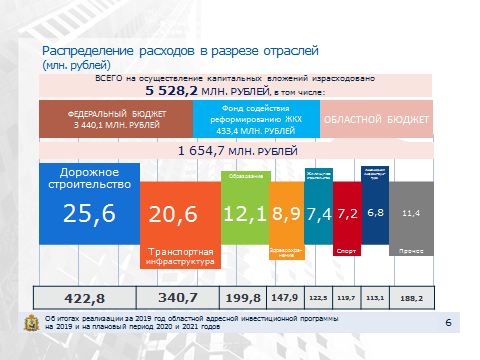 Распределение расходов в разрезе отраслей
(млн. рублей)
ВСЕГО на осуществление капитальных вложений израсходовано
5 528,2 МЛН. РУБЛЕЙ, в том числе:
ФЕДЕРАЛЬНЫЙ БЮДЖЕТ
3 440,1 МЛН. РУБЛЕЙ
Фонд содействия
реформированию ЖКХ
433,4 МЛН. РУБЛЕЙ
ОБЛАСТНОЙ БЮДЖЕТ
1 654,7 МЛН. РУБЛЕЙ
Дорожное
строительство
25,6
20,6
Транспортная
инфраструктура
Образование
12,1
8,9
Здравоохра-
нение
Жилищное
строительство
7,4
7,2
Спорт
6,8
11,4
Прочее
422,8
340,7
199,8
147,9
122,5
119,7
113,1
188,2
Об итогах реализации за 2019 год областной адресной инвестиционной программы
на 2019 и на плановый период 2020 и 2021 годов
6